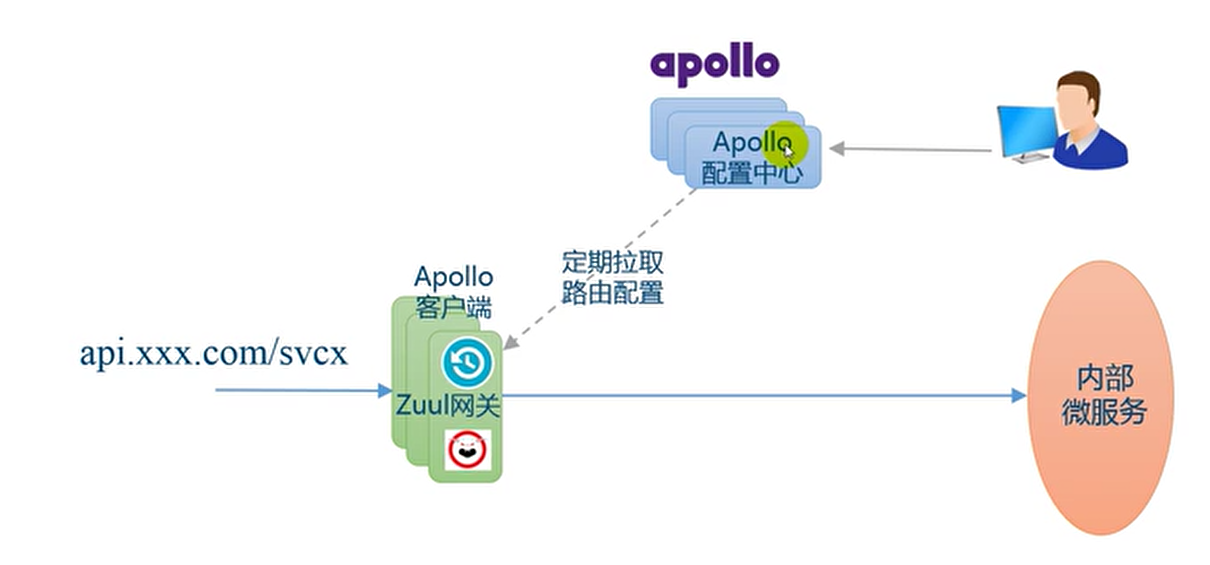 apollo
Apollo
配置中心
定期拉取
路由配置
Apollo
客户端
api.xxx.com/svcx
Zuul网关
内部
微服务